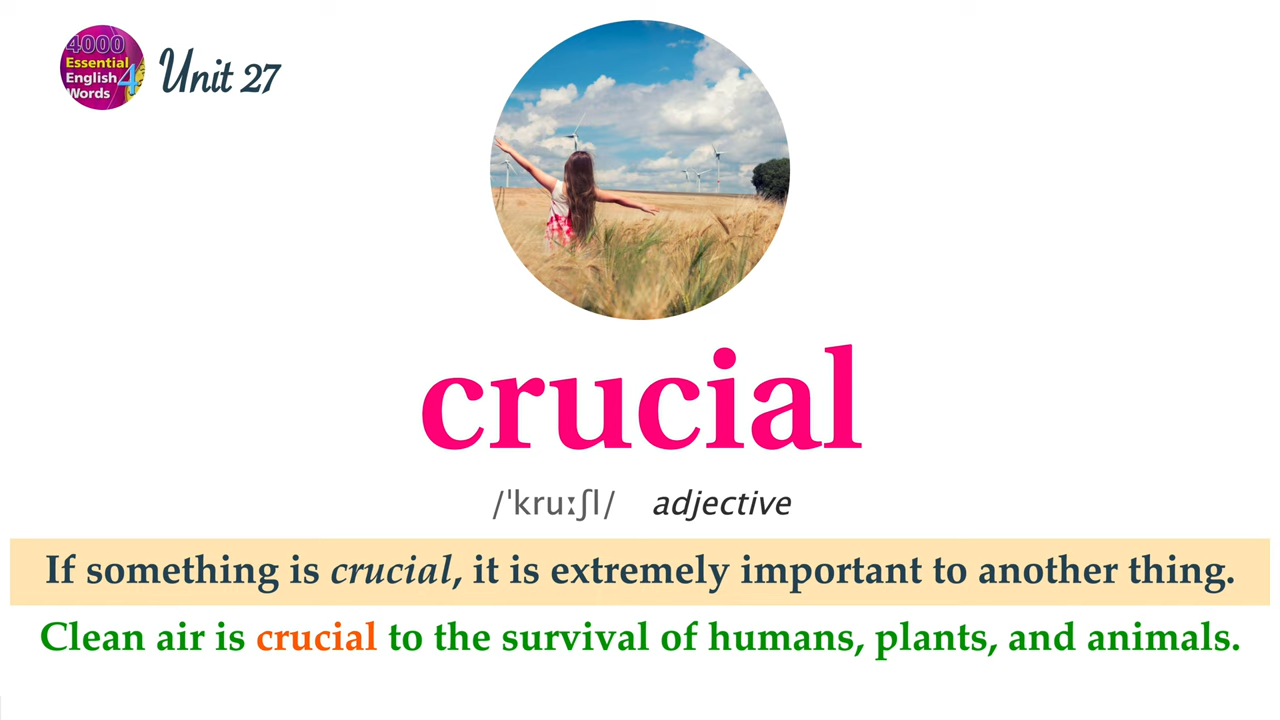 4000
Essential
English
Words
4
Unit 27
crucial
/ˈkruːʃl/ adjective
If something is crucial, it is extremely important to another thing.
Clean air is crucial to the survival of humans, plants, and animals.